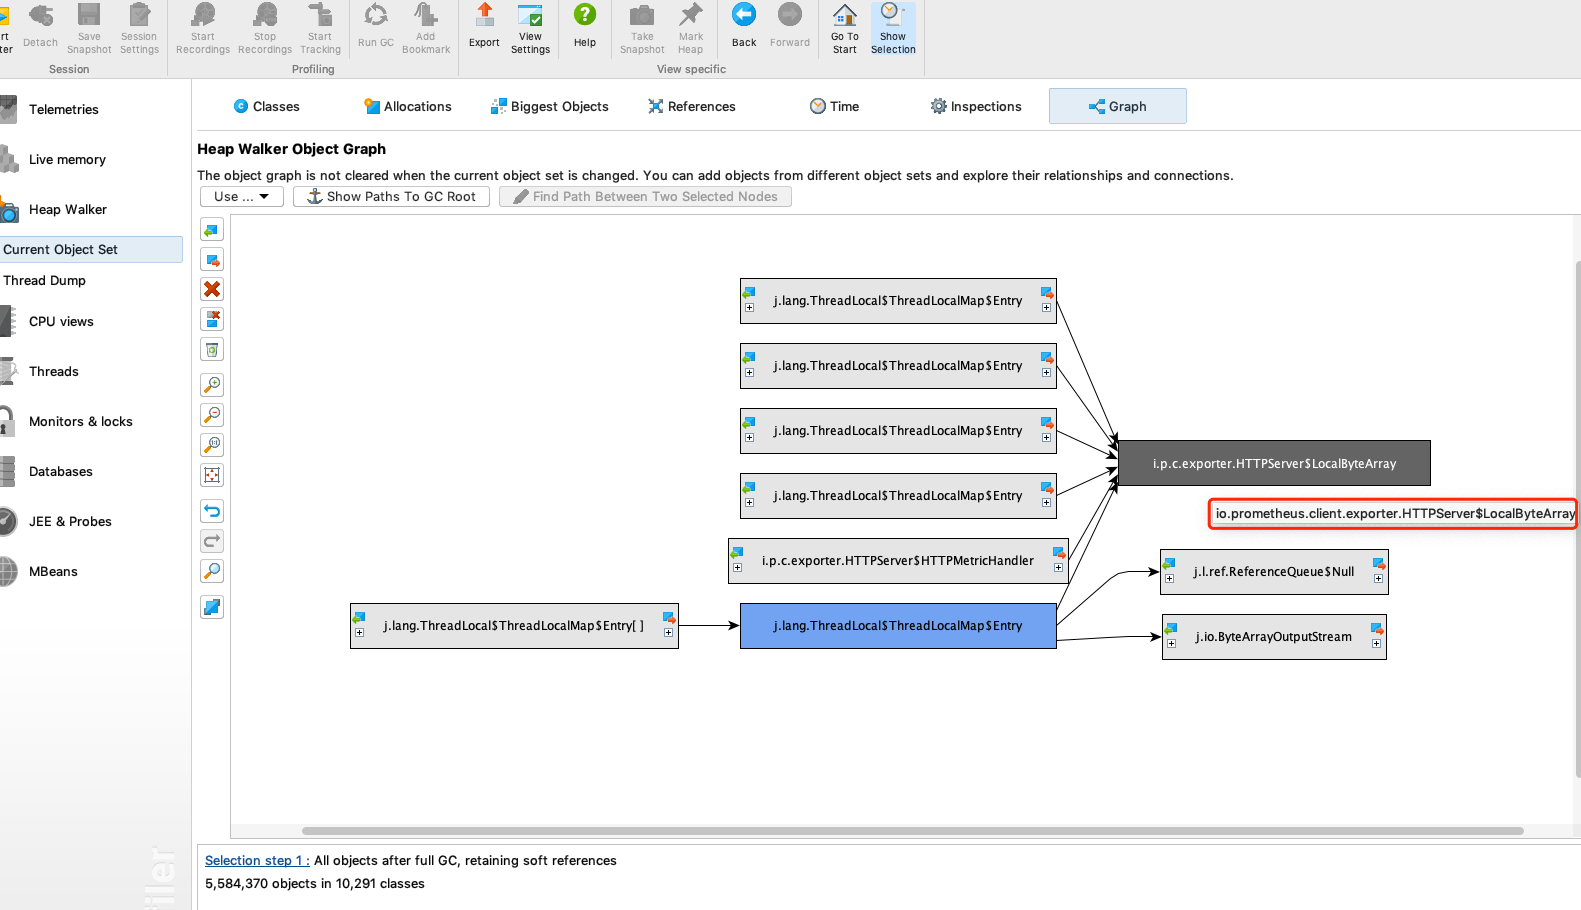 rt
ter
Detach
Save
Snapshot
Session
Settings
Session
Start
Recordings
Stop
Recordings
Start
Tracking
Profiling
Run GC
Add
Bookmark
Export
View
Settings
Help
Take
Snapshot
Mark
Heap
View specific
Back
Forward
Go To
Start
Show
Selection
Telemetries
Live memory
Heap Walker
Current Object Set
Thread Dump
CPU views
Threads
Monitors & locks
Databases
JEE & Probes
MBeans
filer
Classes
Allocations
Biggest Objects
References
Time
Inspections
Graph
Heap Walker Object Graph
The object graph is not cleared when the current object set is changed. You can add objects from different object sets and explore their relationships and connections.
Use ...
Show Paths To GC Root
Find Path Between Two Selected Nodes
j.lang.ThreadLocal$ThreadLocalMap$Entry
j.lang.ThreadLocal$ThreadLocalMap$Entry
j.lang.ThreadLocal$ThreadLocalMap$Entry
i.p.c.exporter.HTTPServer$LocalByteArray
j.lang.ThreadLocal$ThreadLocalMap$Entry
io.prometheus.client.exporter.HTTPServer$LocalByteArray
i.p.c.exporter.HTTPServer$HTTPMetricHandler
j.l.ref.ReferenceQueue$Null
j.lang.ThreadLocal$ThreadLocalMap$Entry[ ]
j.lang.ThreadLocal$ThreadLocalMap$Entry
j.io.ByteArrayOutputStream
Selection step 1 : All objects after full GC, retaining soft references
5,584,370 objects in 10,291 classes